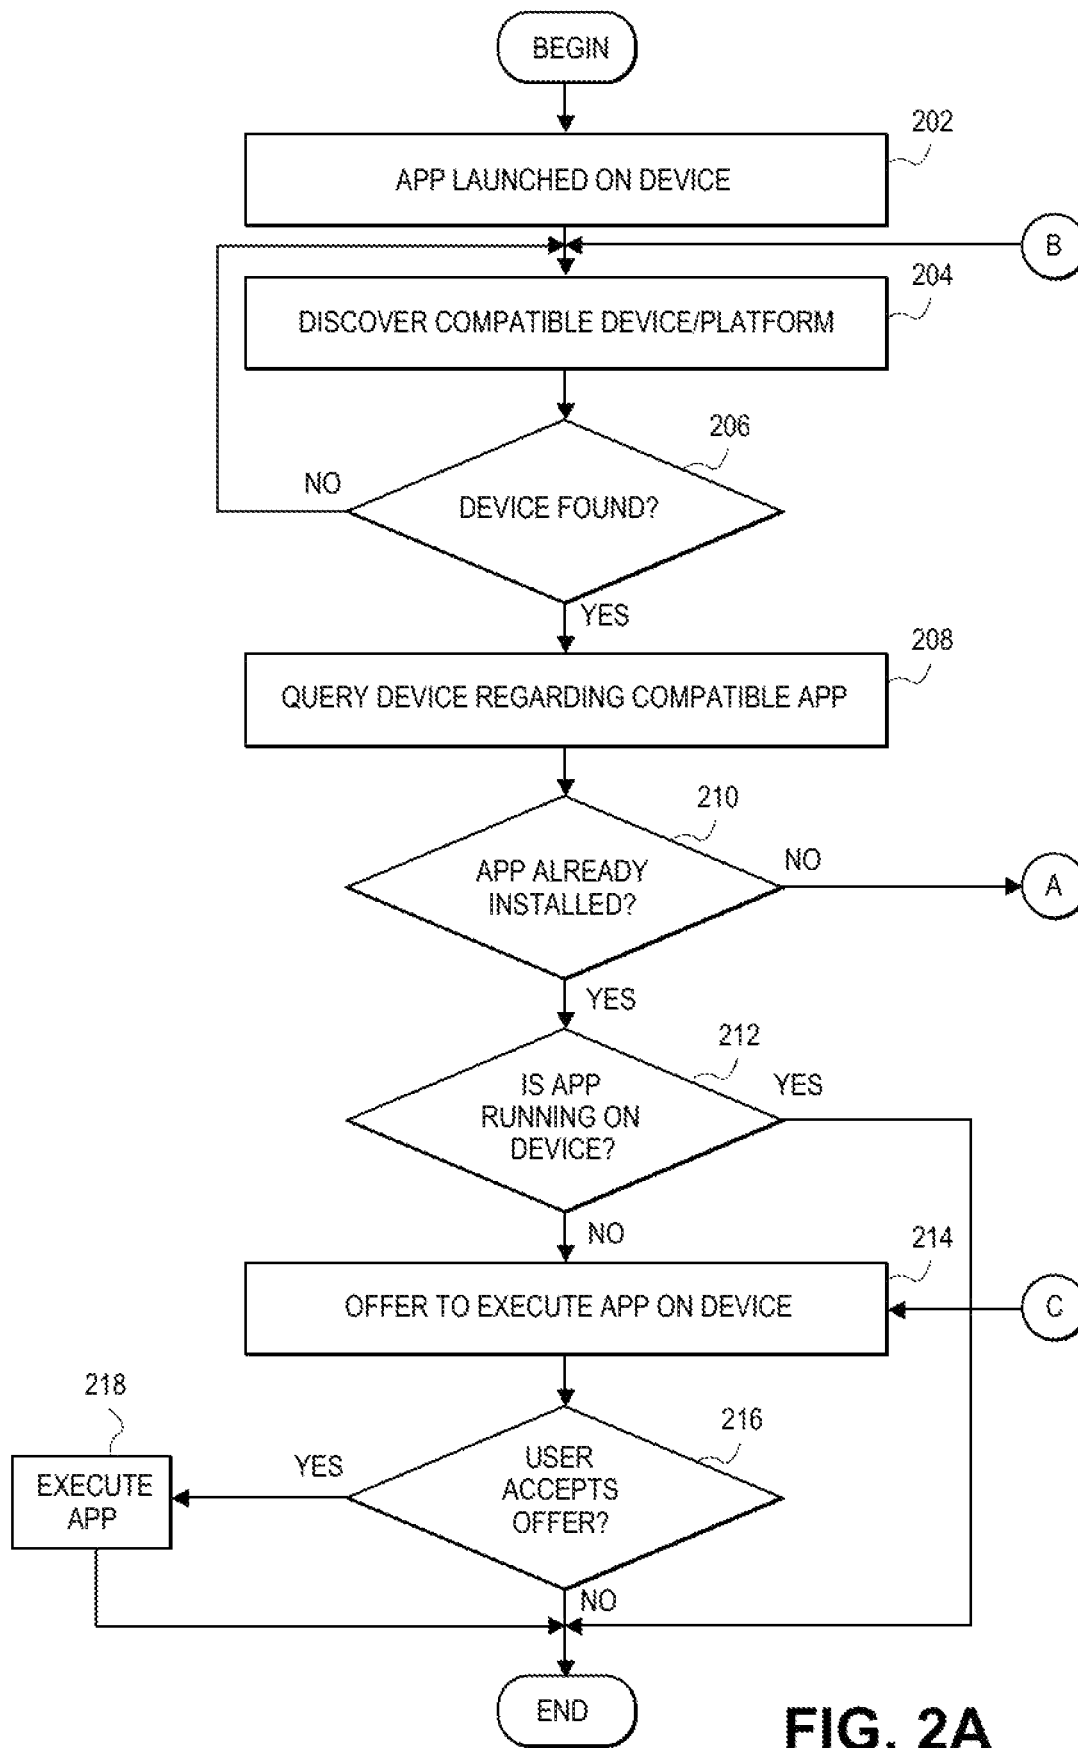 BEGIN
202
APP LAUNCHED ON DEVICE
B
204
DISCOVER COMPATIBLE DEVICE/PLATFORM
206
NO
DEVICE FOUND?
YES
208
QUERY DEVICE REGARDING COMPATIBLE APP
210
NO
APP ALREADY
INSTALLED?
A
YES
212
IS APP
RUNNING ON
DEVICE?
YES
NO
214
OFFER TO EXECUTE APP ON DEVICE
C
218
216
YES
USER
ACCEPTS
OFFER?
EXECUTE
APP
NO
END
FIG. 2A